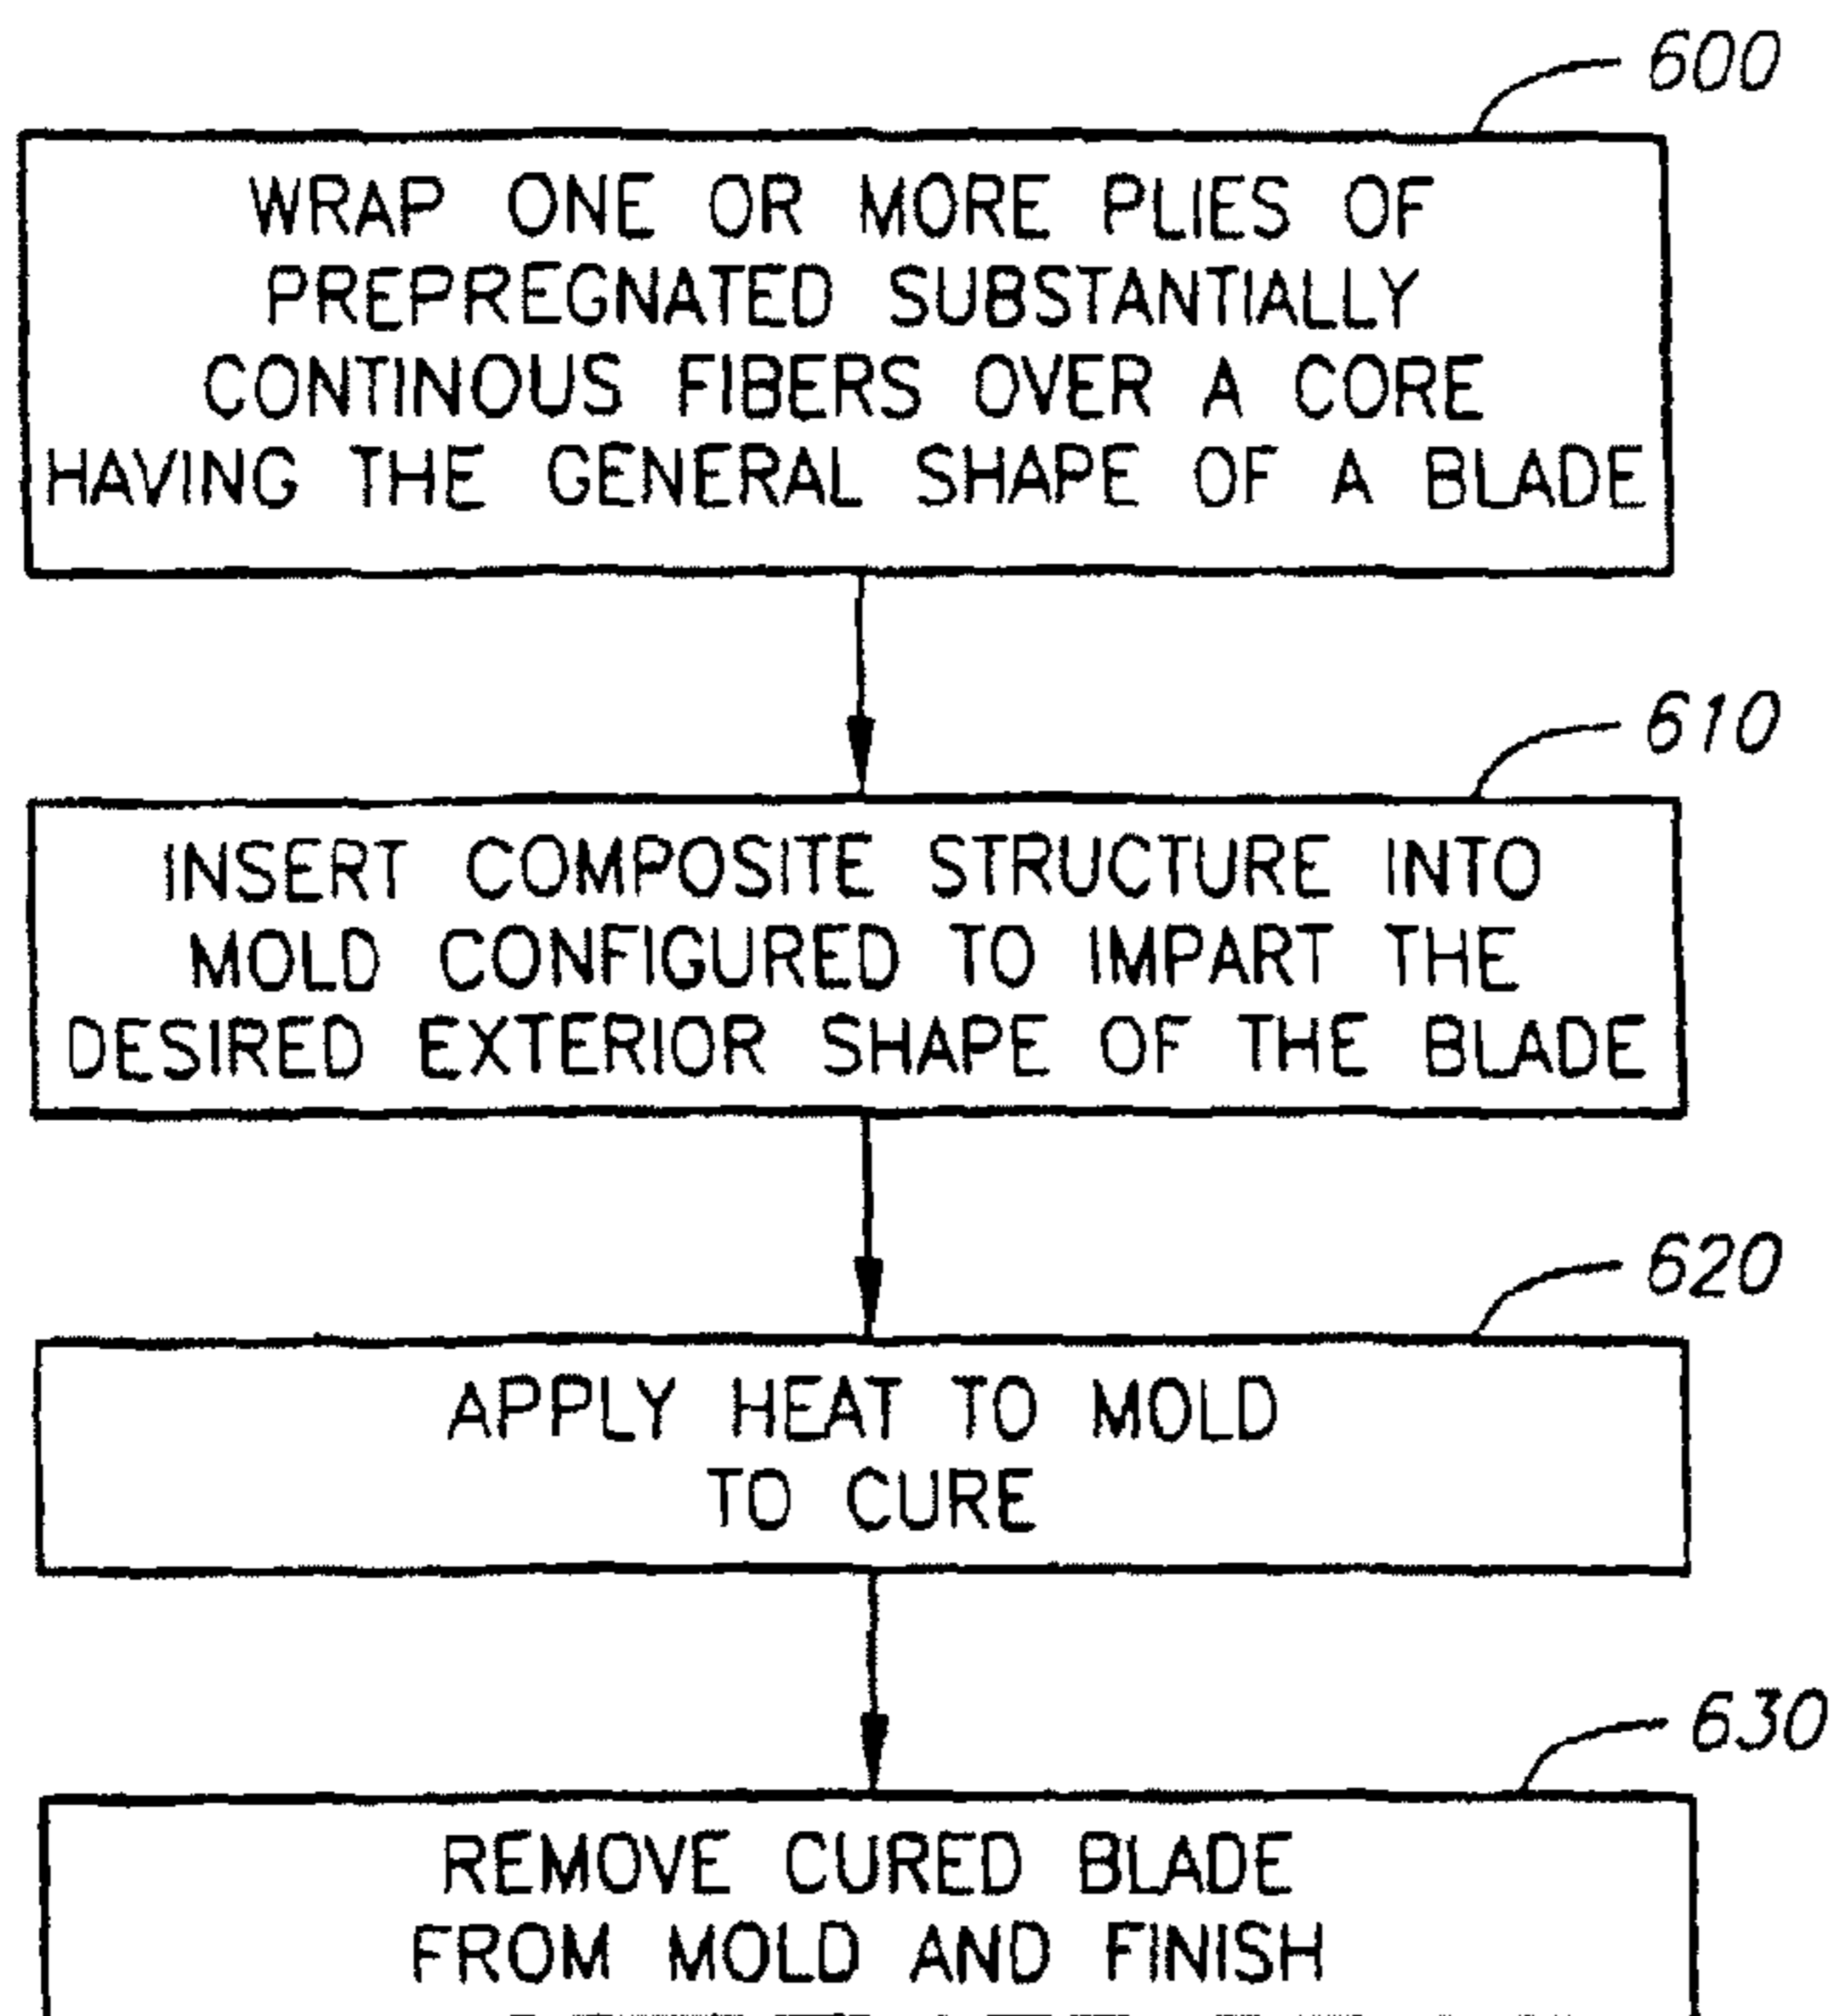 600
WRAP ONE OR MORE PLIES OF
PREPREGNATED SUBSTANTIALLY
CONTINOUS FIBERS OVER A CORE
HAVING THE GENERAL SHAPE OF A BLADE
610
INSERT COMPOSITE STRUCTURE INTO
MOLD CONFIGURED TO IMPART THE
DESIRED EXTERIOR SHAPE OF THE BLADE
620
APPLY HEAT TO MOLD
TO CURE
630
REMOVE CURED BLADE
FROM MOLD AND FINISH